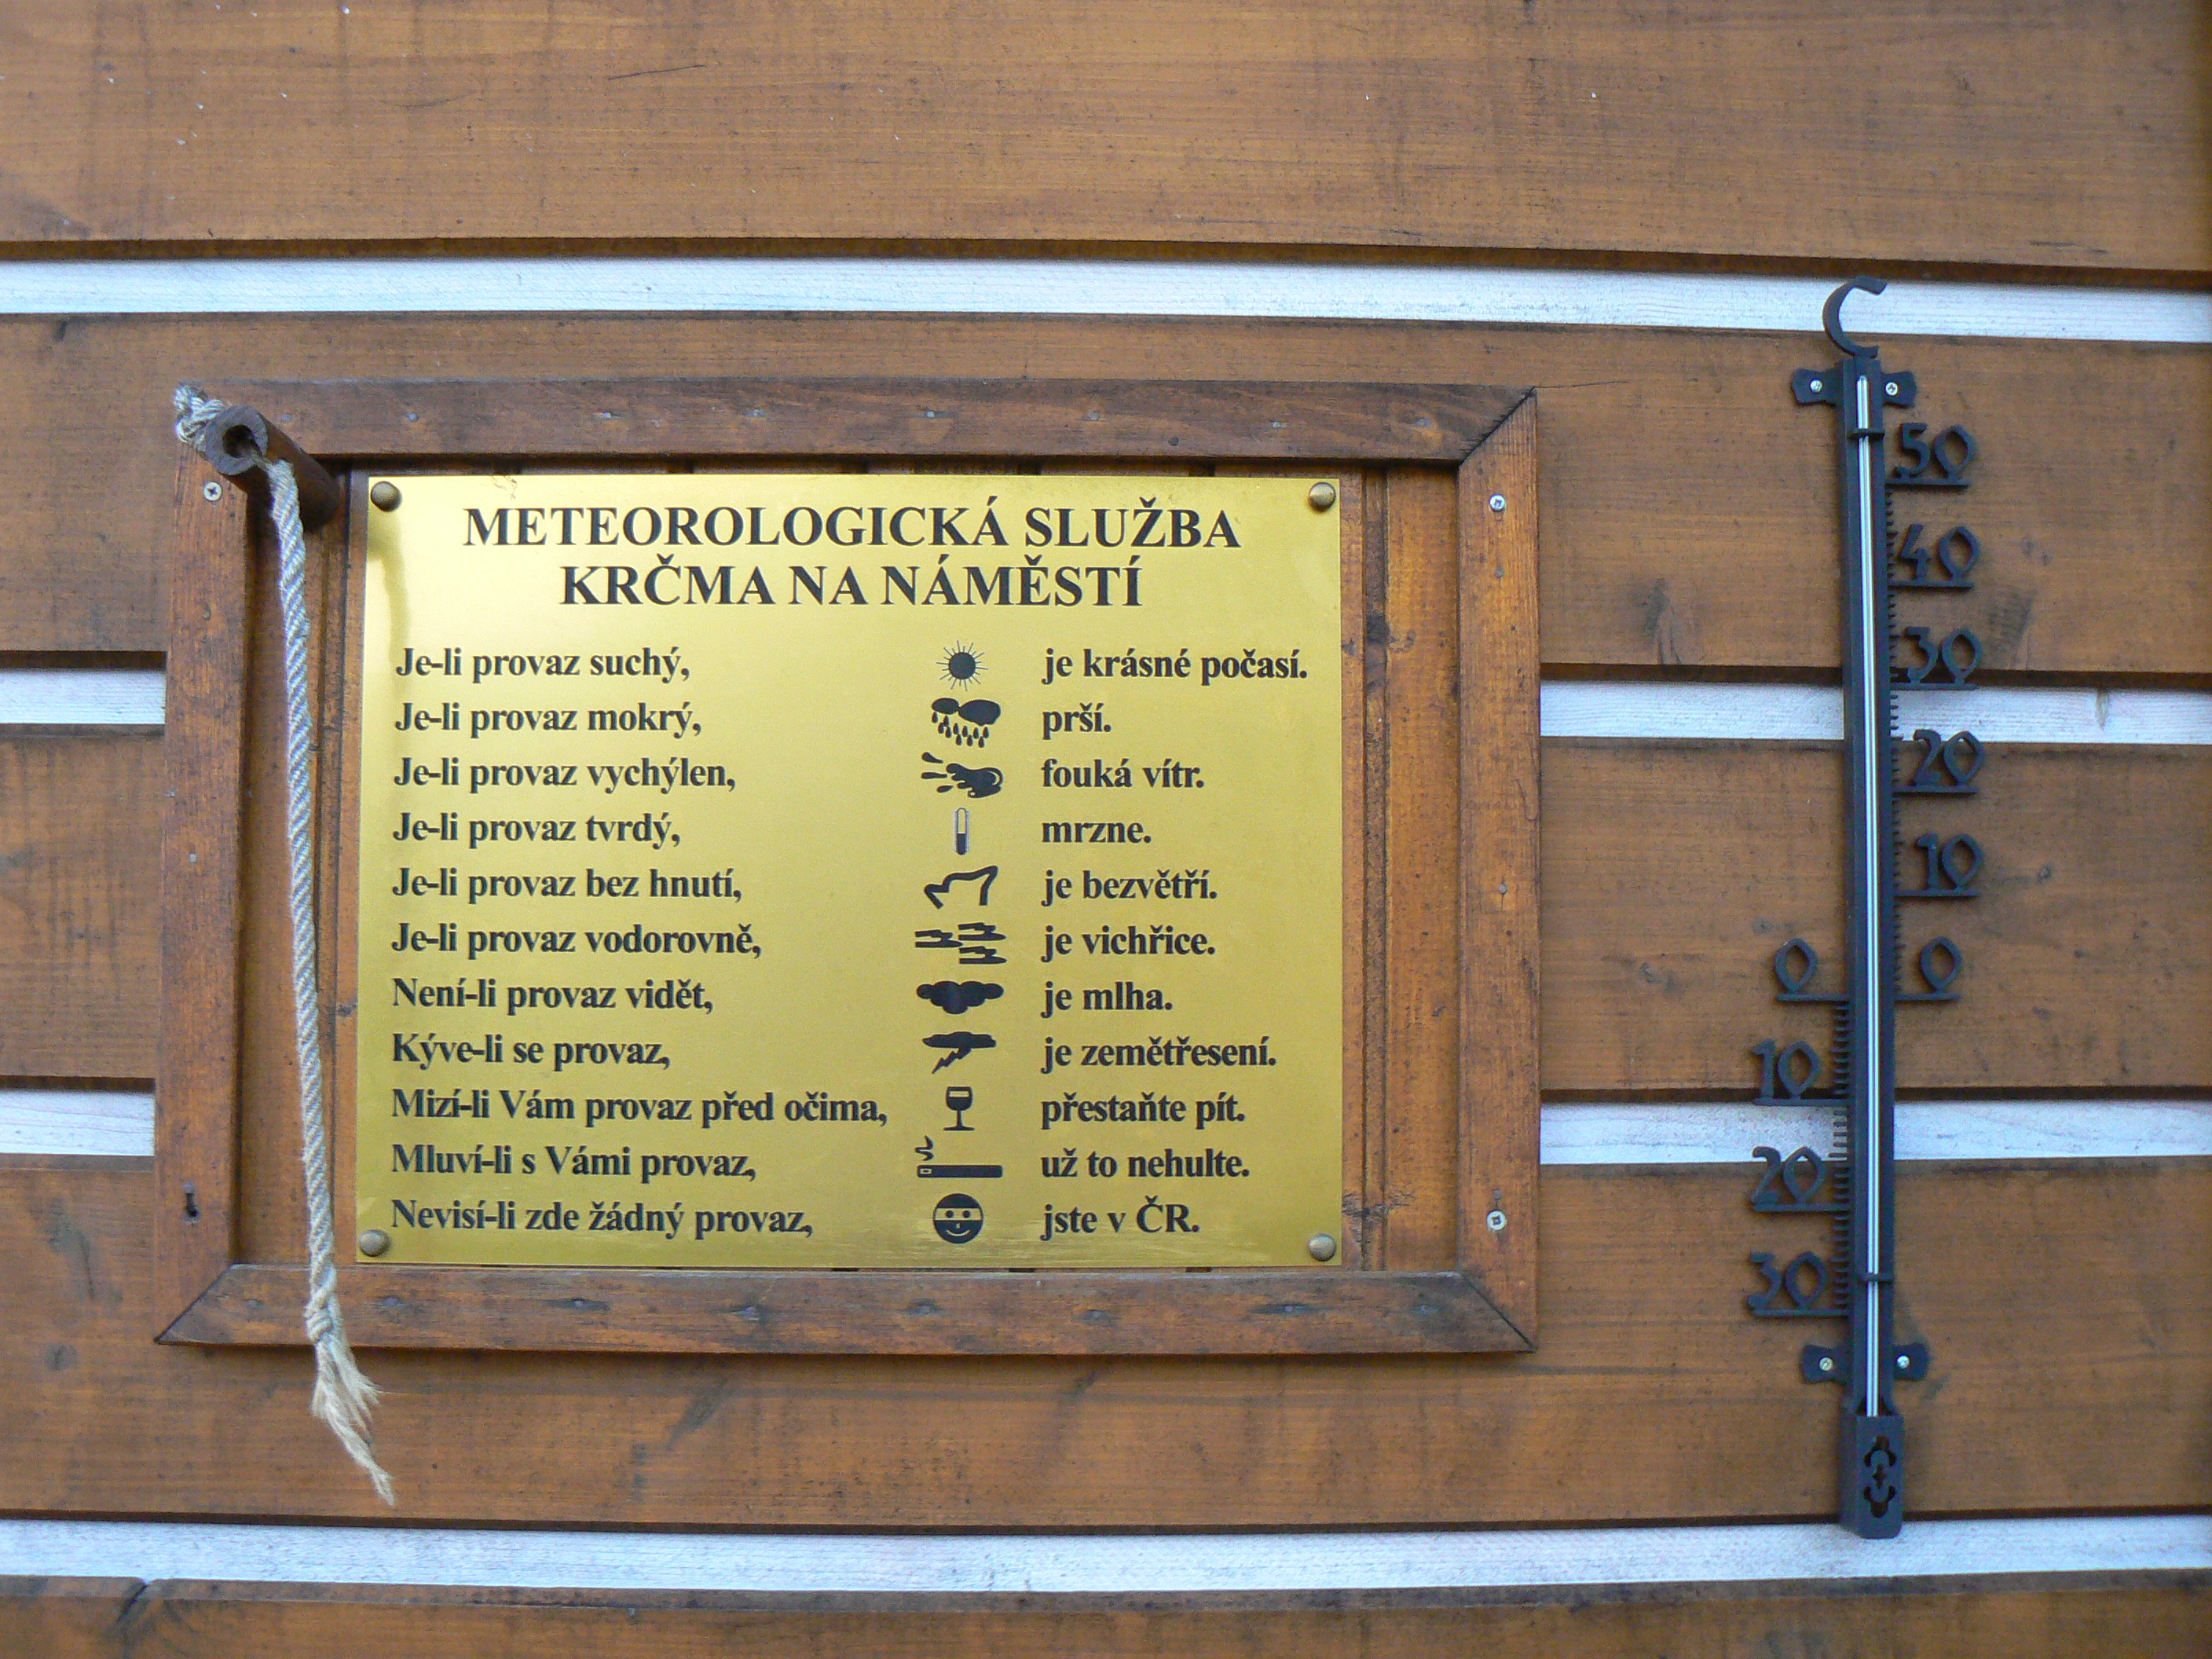 METEOROLOGICKÁ SLUŽBA
KRČMA NA NÁMĚSTÍ
Je-li provaz suchý, je krásné počasí.
Je-li provaz mokrý, prší.
Je-li provaz vychýlen, fouká vítr.
Je-li provaz tvrdý, mrzne.
Je-li provaz bez hnutí, je bezvětří.
Je-li provaz vodorovně, je vichřice.
Není-li provaz vidět, je mlha.
Kýve-li se provaz, je zemětřesení.
Mizí-li Vám provaz před očima, přestaňte pít.
Mluví-li s Vámi provaz, už to nehulte.
Nevisí-li zde žádný provaz, jste v ČR.
50
40
30
20
10
0 0
10
20
30